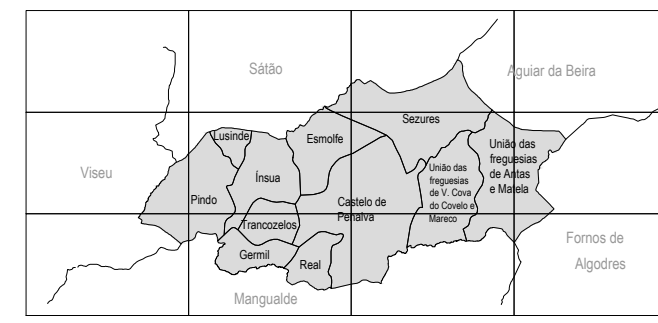 Sátão
Aguiar da Beira
Sezures
Lusinde
Esmolfe
União das
freguesias
de Antas
e Matela
Viseu
Ínsua
União das
freguesias
de V. Cova
do Covelo e
Mareco
Pindo
Castelo de
Penalva
Trancozelos
Fornos de
Algodres
Germil
Real
Mangualde